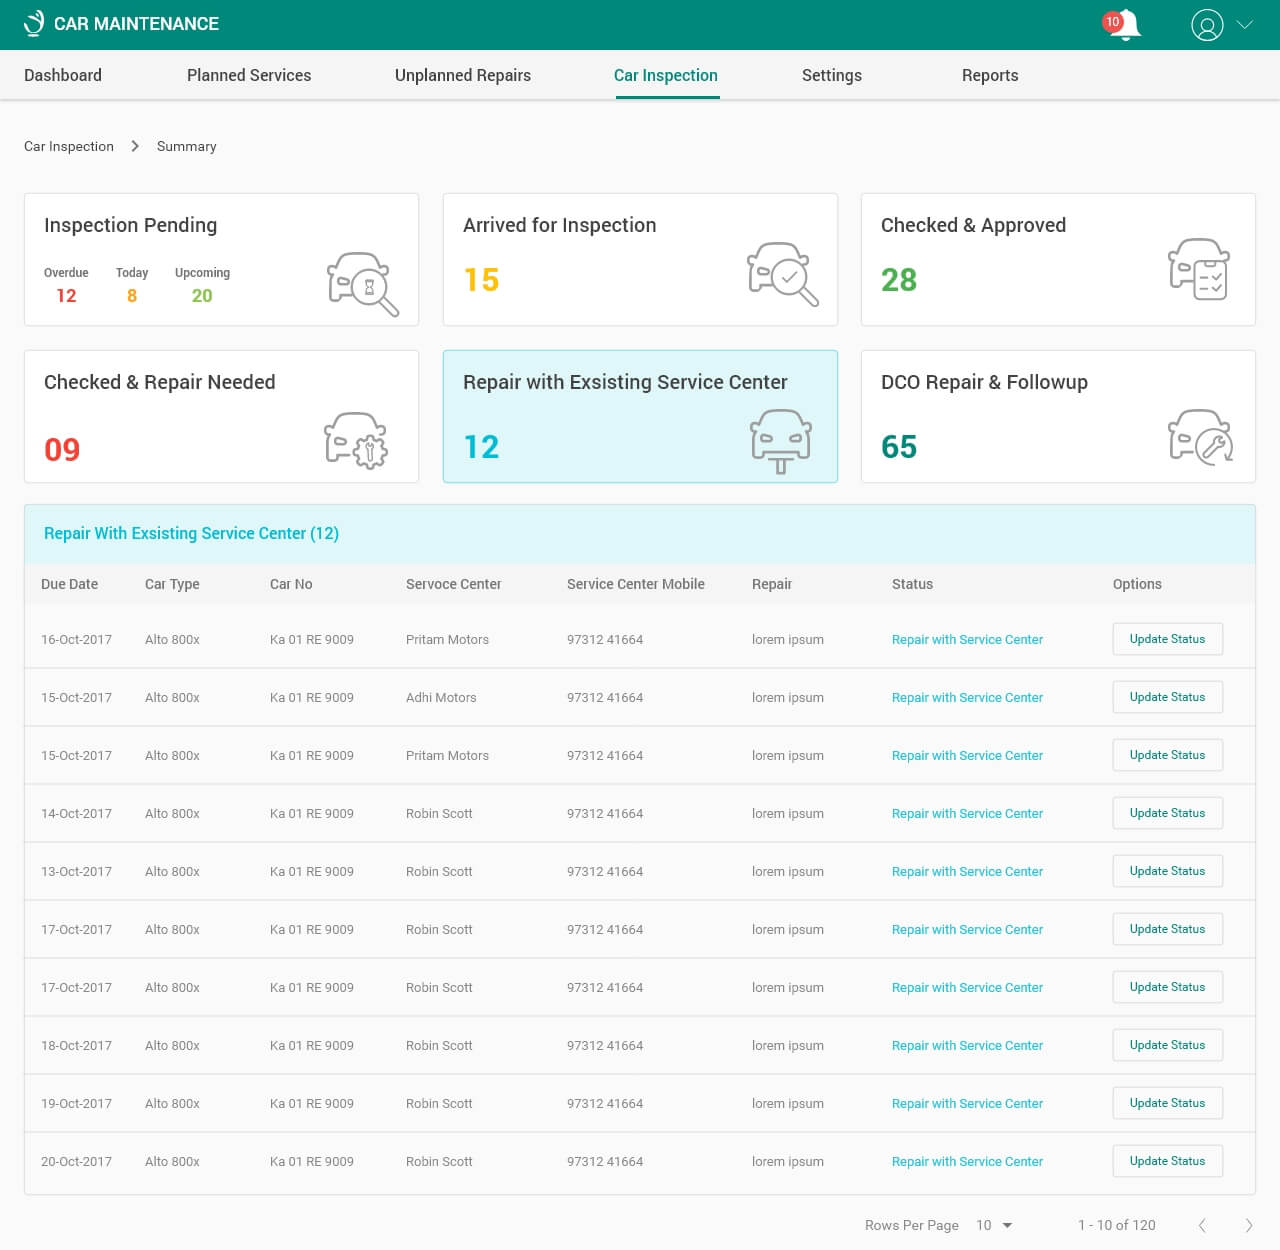 CAR MAINTENANCE
10
Dashboard Planned Services Unplanned Repairs Car Inspection Settings Reports
Car Inspection Summary
Inspection Pending
Overdue Today Upcoming
12 8 20
Arrived for Inspection
15
Checked & Approved
28
Checked & Repair Needed
09
Repair with Exsisting Service Center
12
DCO Repair & Followup
65
Repair With Exsisting Service Center (12)
Due Date Car Type Car No Servoce Center Service Center Mobile Repair Status Options
16-Oct-2017 Alto 800x Ka 01 RE 9009 Pritam Motors 97312 41664 lorem ipsum Repair with Service Center Update Status
15-Oct-2017 Alto 800x Ka 01 RE 9009 Adhi Motors 97312 41664 lorem ipsum Repair with Service Center Update Status
15-Oct-2017 Alto 800x Ka 01 RE 9009 Pritam Motors 97312 41664 lorem ipsum Repair with Service Center Update Status
14-Oct-2017 Alto 800x Ka 01 RE 9009 Robin Scott 97312 41664 lorem ipsum Repair with Service Center Update Status
13-Oct-2017 Alto 800x Ka 01 RE 9009 Robin Scott 97312 41664 lorem ipsum Repair with Service Center Update Status
17-Oct-2017 Alto 800x Ka 01 RE 9009 Robin Scott 97312 41664 lorem ipsum Repair with Service Center Update Status
17-Oct-2017 Alto 800x Ka 01 RE 9009 Robin Scott 97312 41664 lorem ipsum Repair with Service Center Update Status
18-Oct-2017 Alto 800x Ka 01 RE 9009 Robin Scott 97312 41664 lorem ipsum Repair with Service Center Update Status
19-Oct-2017 Alto 800x Ka 01 RE 9009 Robin Scott 97312 41664 lorem ipsum Repair with Service Center Update Status
20-Oct-2017 Alto 800x Ka 01 RE 9009 Robin Scott 97312 41664 lorem ipsum Repair with Service Center Update Status
Rows Per Page 10 1 - 10 of 120